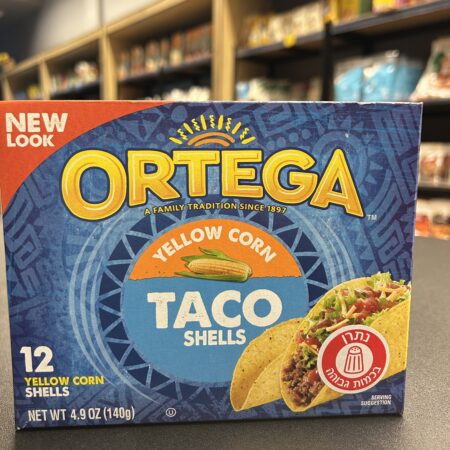 NEW
LOOK
ORTEGA
TM
A FAMILY TRADITION SINCE 1897
YELLOW CORN
TACO
SHELLS
12
YELLOW CORN
SHELLS
NET WT 4.9 OZ (140g)
U
נתרן
בכמות גבוהה
SERVING
SUGGESTION